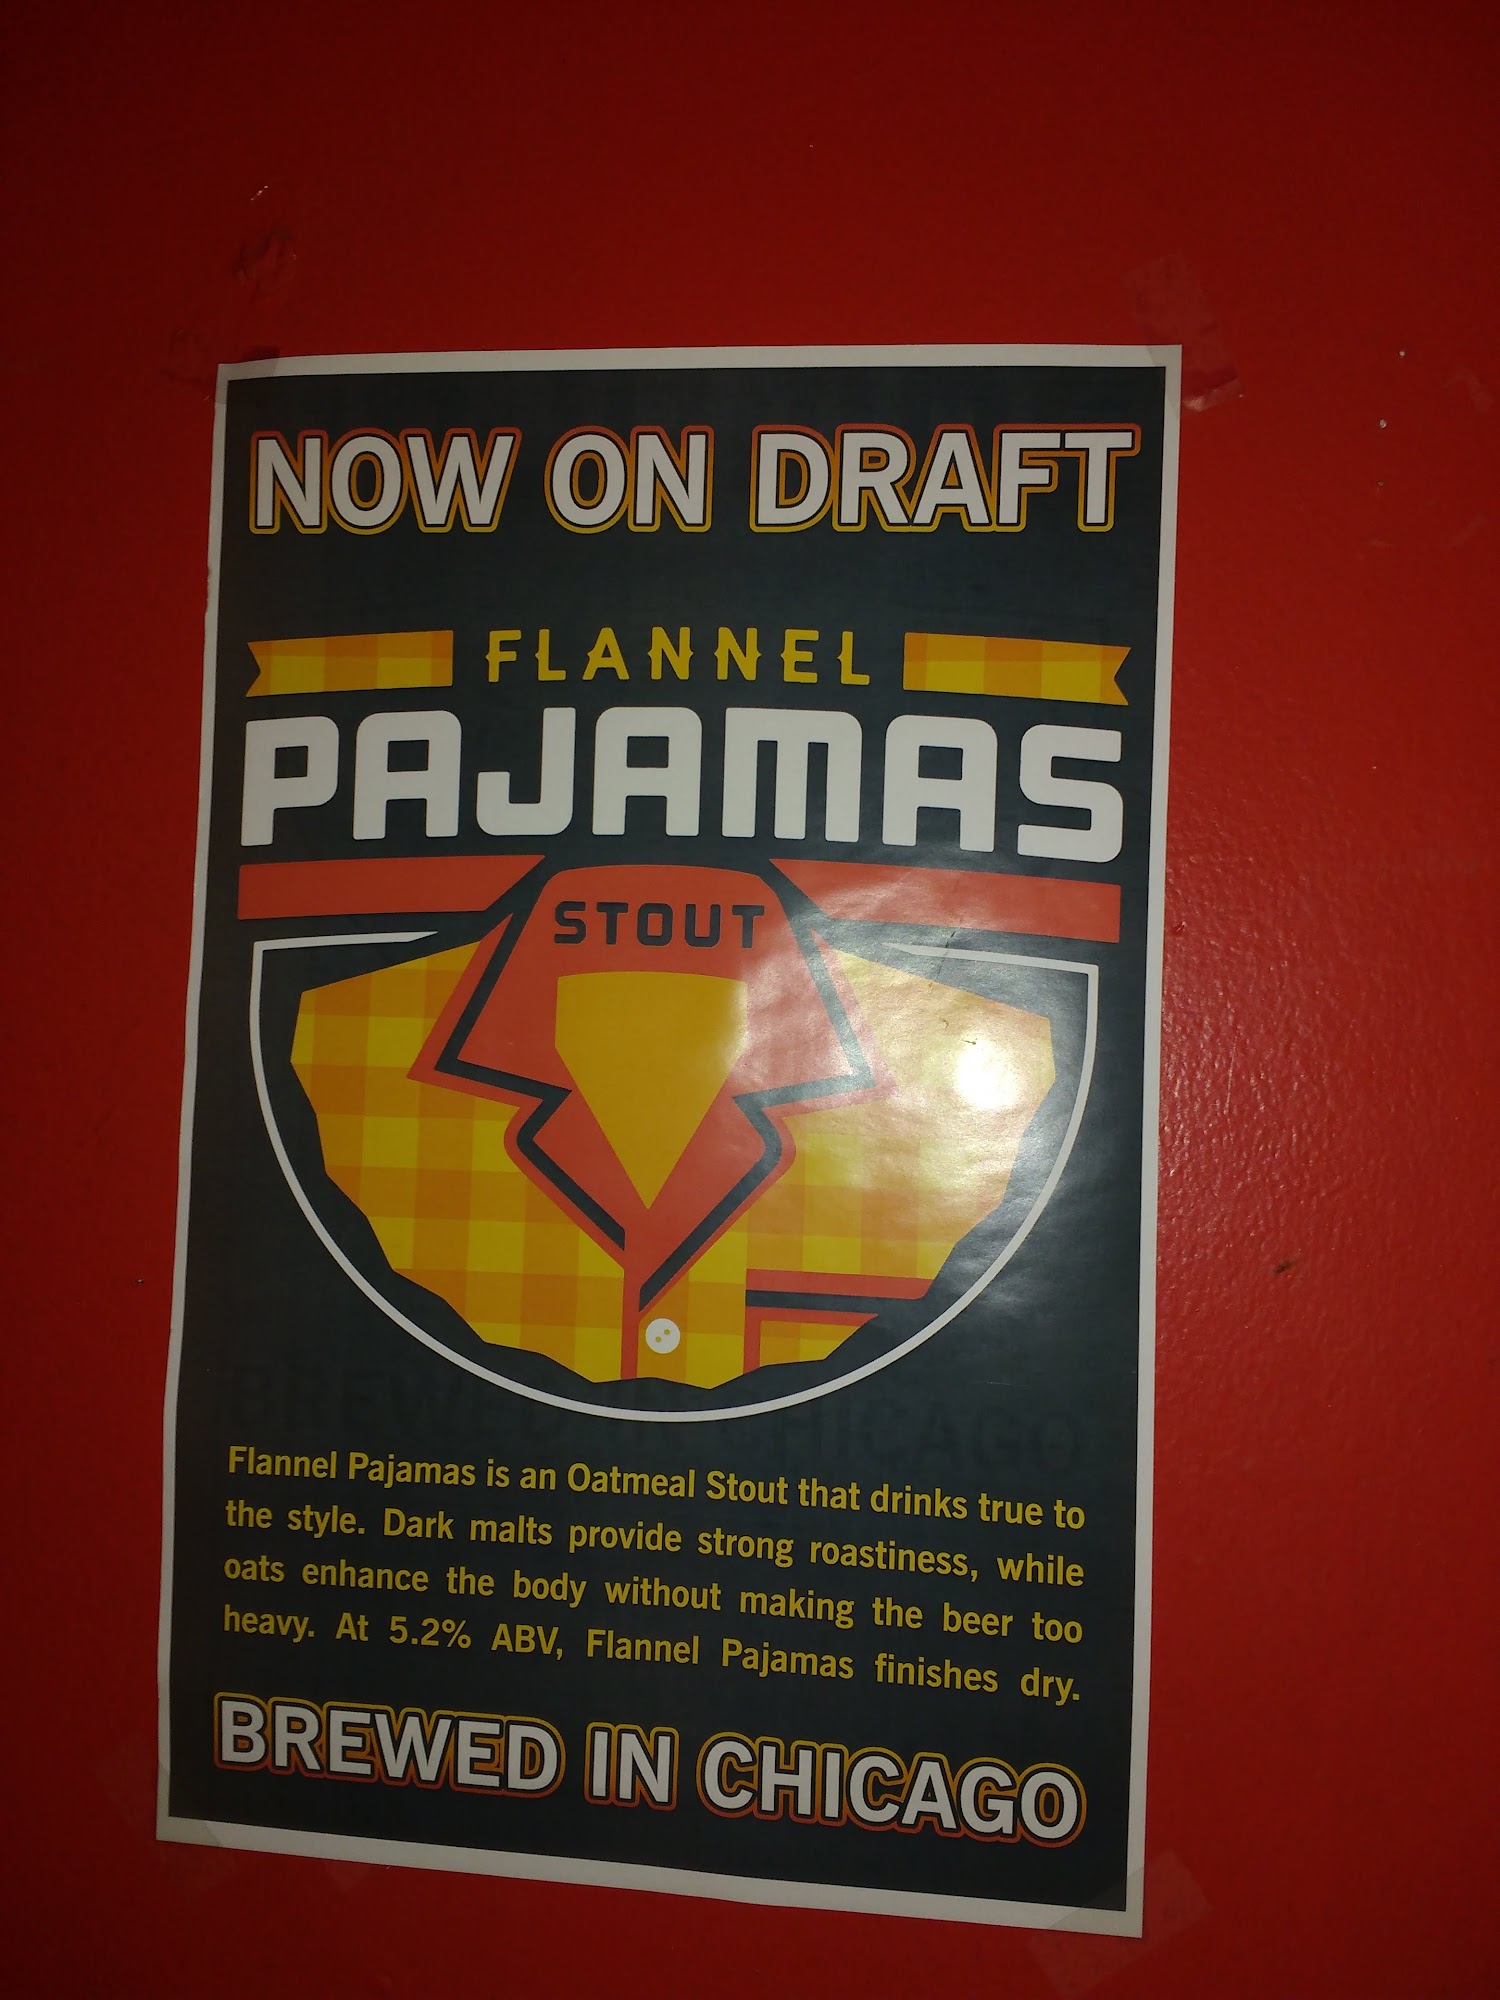 NOW ON DRAFT
FLANNEL
PAJAMAS
STOUT
Flannel Pajamas is an Oatmeal Stout that drinks true to
the style. Dark malts provide strong roastiness, while
oats enhance the body without making the beer too
heavy. At 5.2% ABV, Flannel Pajamas finishes dry.
BREWED IN CHICAGO